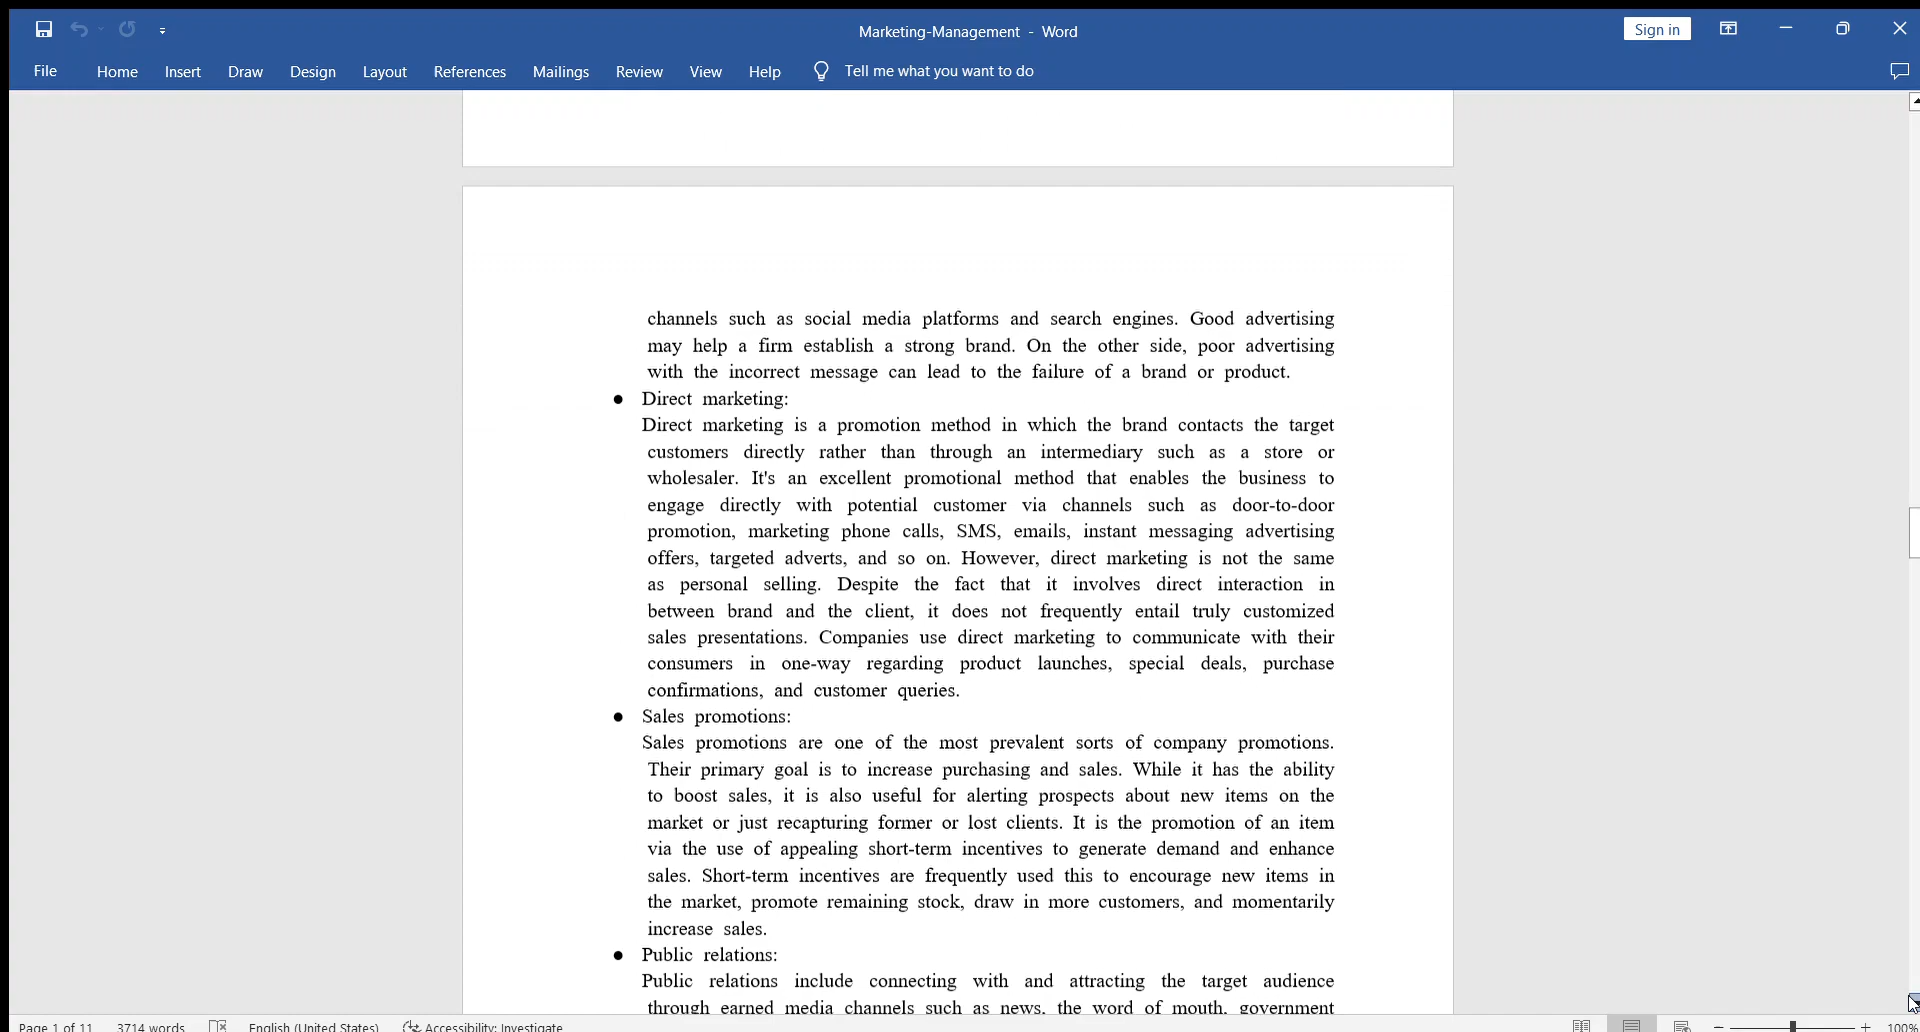 Marketing-Management - Word
Sign in
File Home Insert Draw Design Layout References Mailings Review View Help Tell me what you want to do
channels such as social media platforms and search engines. Good advertising
may help a firm establish a strong brand. On the other side, poor advertising
with the incorrect message can lead to the failure of a brand or product.
● Direct marketing:
Direct marketing is a promotion method in which the brand contacts the target
customers directly rather than through an intermediary such as a store or
wholesaler. It's an excellent promotional method that enables the business to
engage directly with potential customer via channels such as door-to-door
promotion, marketing phone calls, SMS, emails, instant messaging advertising
offers, targeted adverts, and so on. However, direct marketing is not the same
as personal selling. Despite the fact that it involves direct interaction in
between brand and the client, it does not frequently entail truly customized
sales presentations. Companies use direct marketing to communicate with their
consumers in one-way regarding product launches, special deals, purchase
confirmations, and customer queries.
● Sales promotions:
Sales promotions are one of the most prevalent sorts of company promotions.
Their primary goal is to increase purchasing and sales. While it has the ability
to boost sales, it is also useful for alerting prospects about new items on the
market or just recapturing former or lost clients. It is the promotion of an item
via the use of appealing short-term incentives to generate demand and enhance
sales. Short-term incentives are frequently used this to encourage new items in
the market, promote remaining stock, draw in more customers, and momentarily
increase sales.
● Public relations:
Public relations include connecting with and attracting the target audience
through earned media channels such as news, the word of mouth, government
Page 1 of 11 3714 words English (United States) Accessibility: Investigate 100%